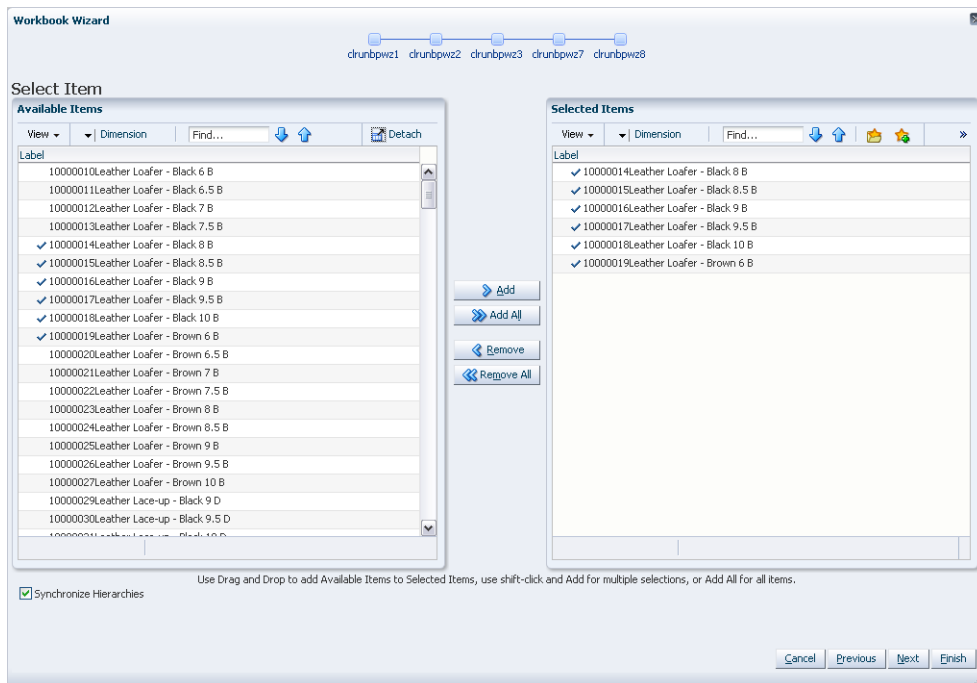 Workbook Wizard
clrunbpwz1 clrunbpwz2 clrunbpwz3 clrunbpwz7 clrunbpwz8
Select Item
Available Items
View Dimension Find... Detach
Label
10000010Leather Loafer - Black 6 B
10000011Leather Loafer - Black 6.5 B
10000012Leather Loafer - Black 7 B
10000013Leather Loafer - Black 7.5 B
10000014Leather Loafer - Black 8 B
10000015Leather Loafer - Black 8.5 B
10000016Leather Loafer - Black 9 B
10000017Leather Loafer - Black 9.5 B
10000018Leather Loafer - Black 10 B
10000019Leather Loafer - Brown 6 B
10000020Leather Loafer - Brown 6.5 B
10000021Leather Loafer - Brown 7 B
10000022Leather Loafer - Brown 7.5 B
10000023Leather Loafer - Brown 8 B
10000024Leather Loafer - Brown 8.5 B
10000025Leather Loafer - Brown 9 B
10000026Leather Loafer - Brown 9.5 B
10000027Leather Loafer - Brown 10 B
10000029Leather Lace-up - Black 9 D
10000030Leather Lace-up - Black 9.5 D
10000031Leather Lace-up - Black 10 D
Add
Add All
Remove
Remove All
Selected Items
View Dimension Find... »
Label
10000014Leather Loafer - Black 8 B
10000015Leather Loafer - Black 8.5 B
10000016Leather Loafer - Black 9 B
10000017Leather Loafer - Black 9.5 B
10000018Leather Loafer - Black 10 B
10000019Leather Loafer - Brown 6 B
Use Drag and Drop to add Available Items to Selected Items, use shift-click and Add for multiple selections, or Add All for all items.
Synchronize Hierarchies
Cancel Previous Next Finish